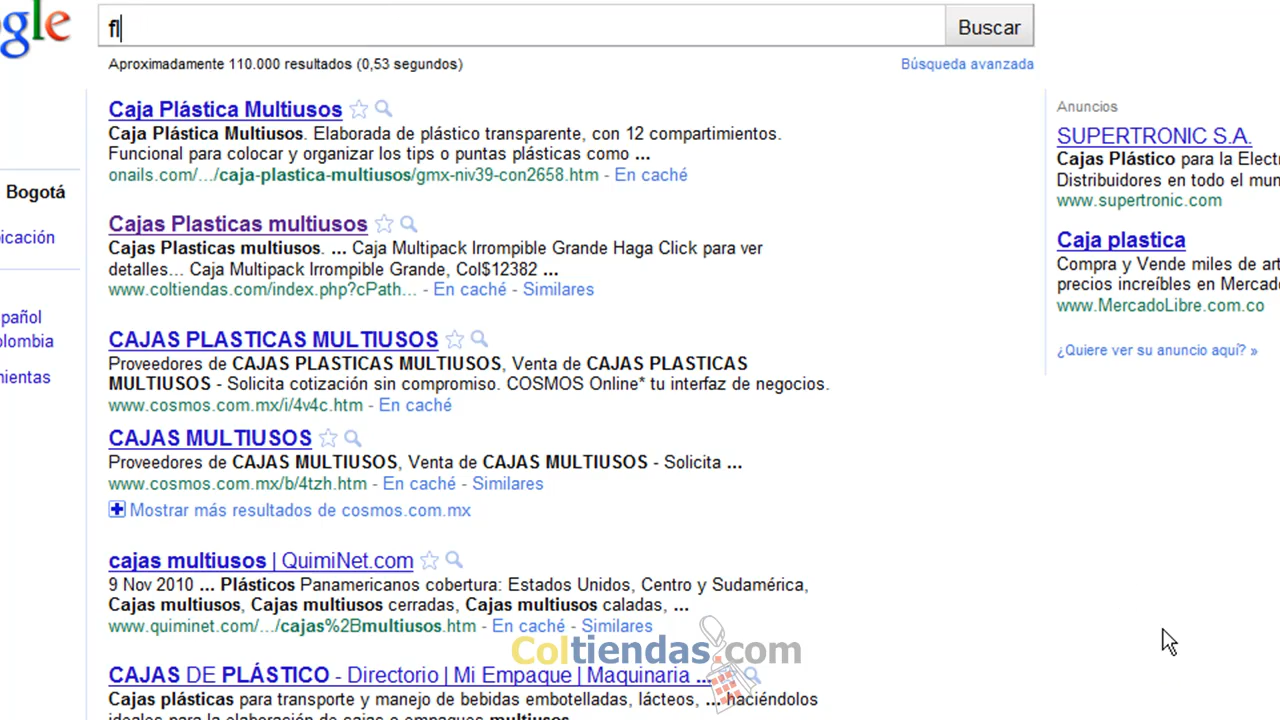 gle
fl
Buscar
Aproximadamente 110.000 resultados (0,53 segundos)
Búsqueda avanzada
Caja Plástica Multiusos
Caja Plástica Multiusos. Elaborada de plástico transparente, con 12 compartimientos.
Funcional para colocar y organizar los tips o puntas plásticas como ...
onails.com/.../caja-plastica-multiusos/gmx-niv39-con2658.htm - En caché
Cajas Plasticas multiusos
Cajas Plasticas multiusos. ... Caja Multipack Irrompible Grande Haga Click para ver
detalles... Caja Multipack Irrompible Grande, Col$12382 ...
www.coltiendas.com/index.php?cPath... - En caché - Similares
CAJAS PLASTICAS MULTIUSOS
Proveedores de CAJAS PLASTICAS MULTIUSOS, Venta de CAJAS PLASTICAS
MULTIUSOS - Solicita cotización sin compromiso. COSMOS Online* tu interfaz de negocios.
www.cosmos.com.mx/i/4v4c.htm - En caché
CAJAS MULTIUSOS
Proveedores de CAJAS MULTIUSOS, Venta de CAJAS MULTIUSOS - Solicita ...
www.cosmos.com.mx/b/4tzh.htm - En caché - Similares
Mostrar más resultados de cosmos.com.mx
cajas multiusos | QuimiNet.com
9 Nov 2010 ... Plásticos Panamericanos cobertura: Estados Unidos, Centro y Sudamérica,
Cajas multiusos, Cajas multiusos cerradas, Cajas multiusos caladas, ...
www.quiminet.com/.../cajas%2Bmultiusos.htm - En caché - Similares
Coltiendas.com
CAJAS DE PLÁSTICO - Directorio | Mi Empaque | Maquinaria ...
Cajas plásticas para transporte y manejo de bebidas embotelladas, lácteos, ... haciéndolos
ideales para la elaboración de cajas o empaques multiusos.
Bogotá
icación
pañol
olombia
ientas
Anuncios
SUPERTRONIC S.A.
Cajas Plástico para la Elect
Distribuidores en todo el mun
www.supertronic.com
Caja plastica
Compra y Vende miles de art
precios increíbles en Mercado
www.MercadoLibre.com.co
¿Quiere ver su anuncio aquí? »